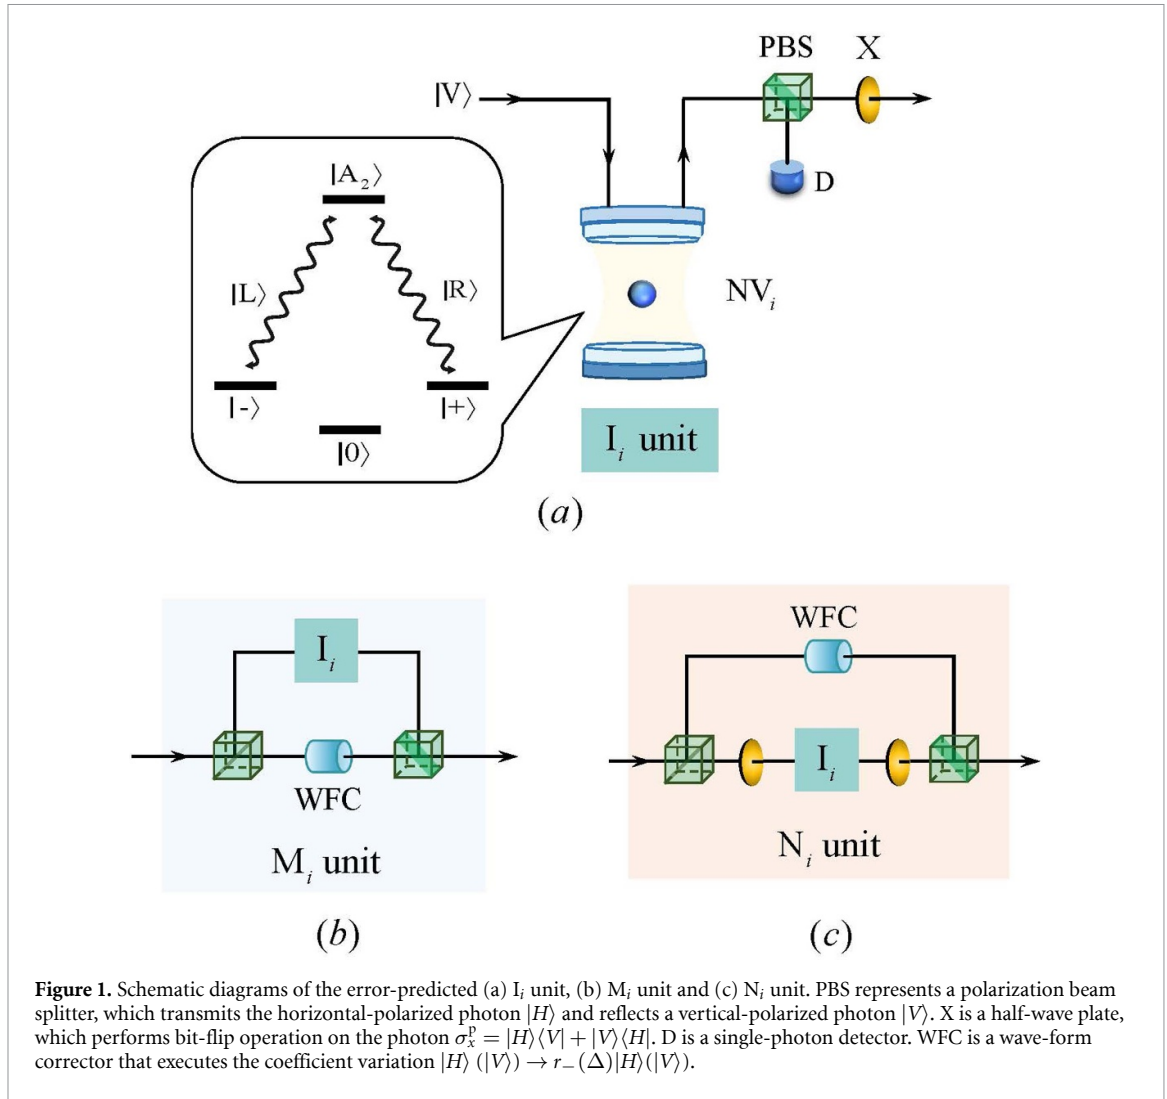 PBS X
|V⟩
D
|A₂⟩
|L⟩ |R⟩
NVᵢ
|-⟩ |+⟩
|0⟩
Iᵢ unit
(a)
Iᵢ
WFC
Mᵢ unit
(b)
WFC
Iᵢ
Nᵢ unit
(c)
Figure 1. Schematic diagrams of the error-predicted (a) Iᵢ unit, (b) Mᵢ unit and (c) Nᵢ unit. PBS represents a polarization beam
splitter, which transmits the horizontal-polarized photon |H⟩ and reflects a vertical-polarized photon |V⟩. X is a half-wave plate,
which performs bit-flip operation on the photon σₓᵖ = |H⟩⟨V| + |V⟩⟨H|. D is a single-photon detector. WFC is a wave-form
corrector that executes the coefficient variation |H⟩ (|V⟩) → r₋(Δ)|H⟩(|V⟩).